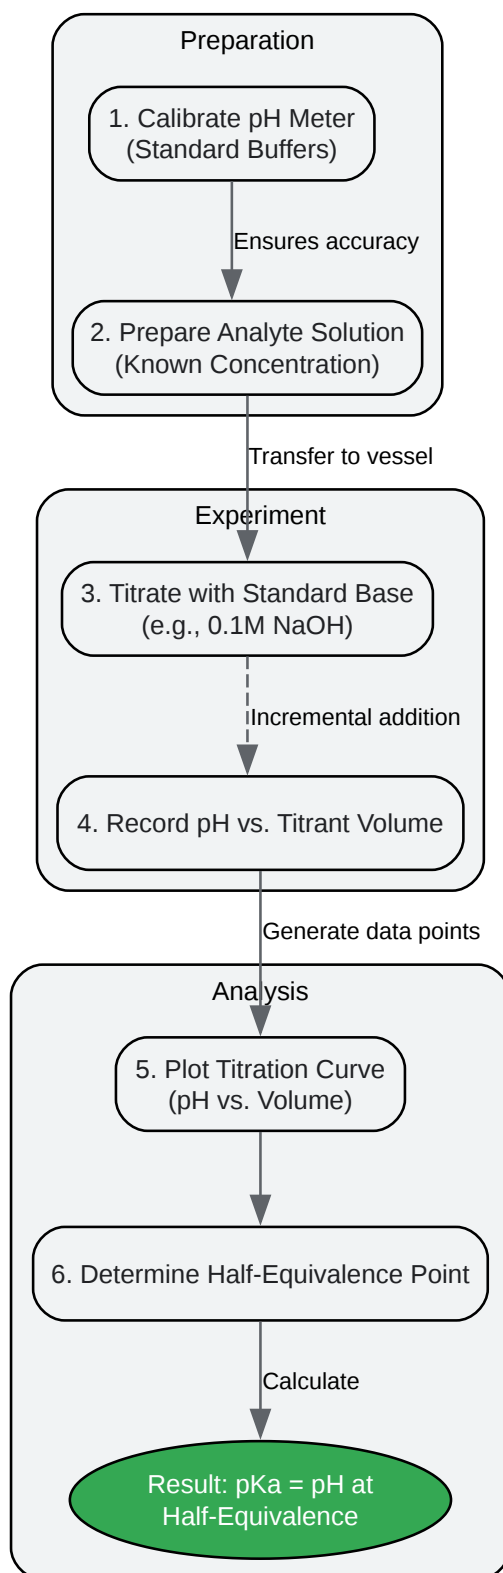 Preparation
1. Calibrate pH Meter
(Standard Buffers)
Ensures accuracy
2. Prepare Analyte Solution
(Known Concentration)
Transfer to vessel
Experiment
3. Titrate with Standard Base
(e.g., 0.1M NaOH)
Incremental addition
4. Record pH vs. Titrant Volume
Generate data points
Analysis
5. Plot Titration Curve
(pH vs. Volume)
6. Determine Half-Equivalence Point
Calculate
Result: pKa = pH at
Half-Equivalence